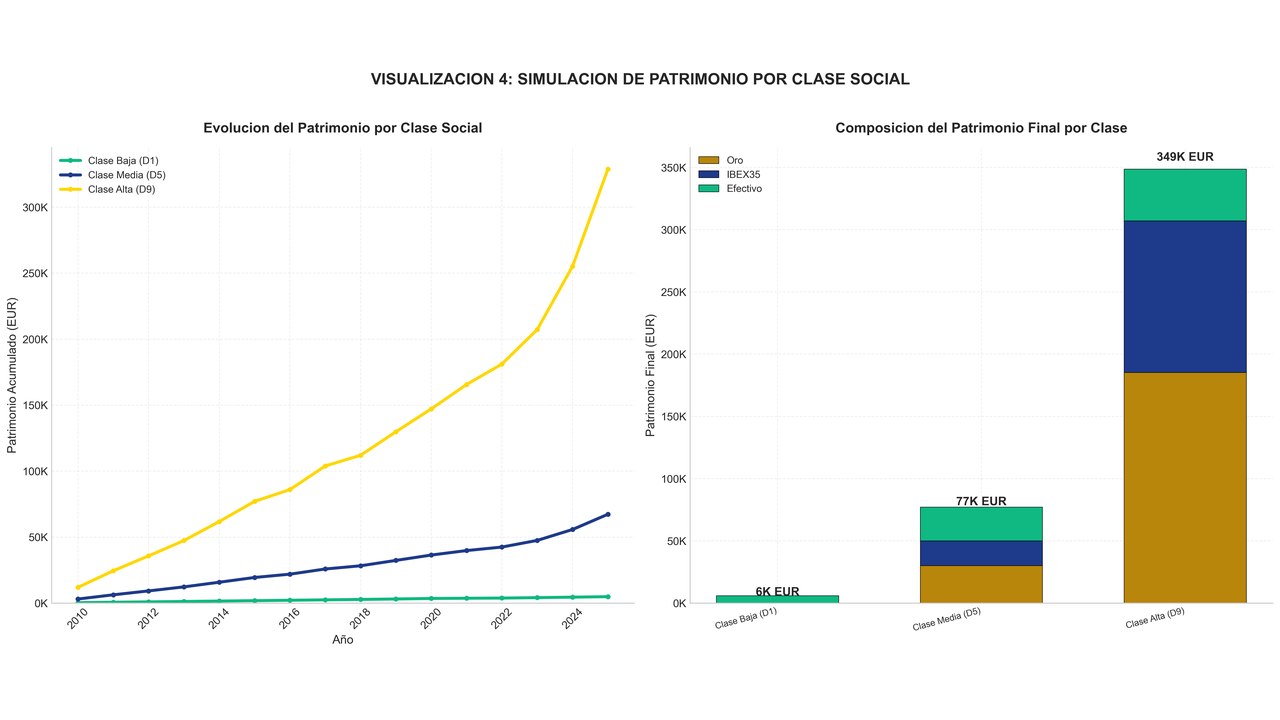 VISUALIZACION 4: SIMULACION DE PATRIMONIO POR CLASE SOCIAL
Evolucion del Patrimonio por Clase Social
Clase Baja (D1)
Clase Media (D5)
Clase Alta (D9)
Patrimonio Acumulado (EUR)
300K
250K
200K
150K
100K
50K
0K
2010
2012
2014
2016
2018
2020
2022
2024
Año
Composicion del Patrimonio Final por Clase
Oro
IBEX35
Efectivo
Patrimonio Final (EUR)
350K
300K
250K
200K
150K
100K
50K
0K
6K EUR
77K EUR
349K EUR
Clase Baja (D1)
Clase Media (D5)
Clase Alta (D9)